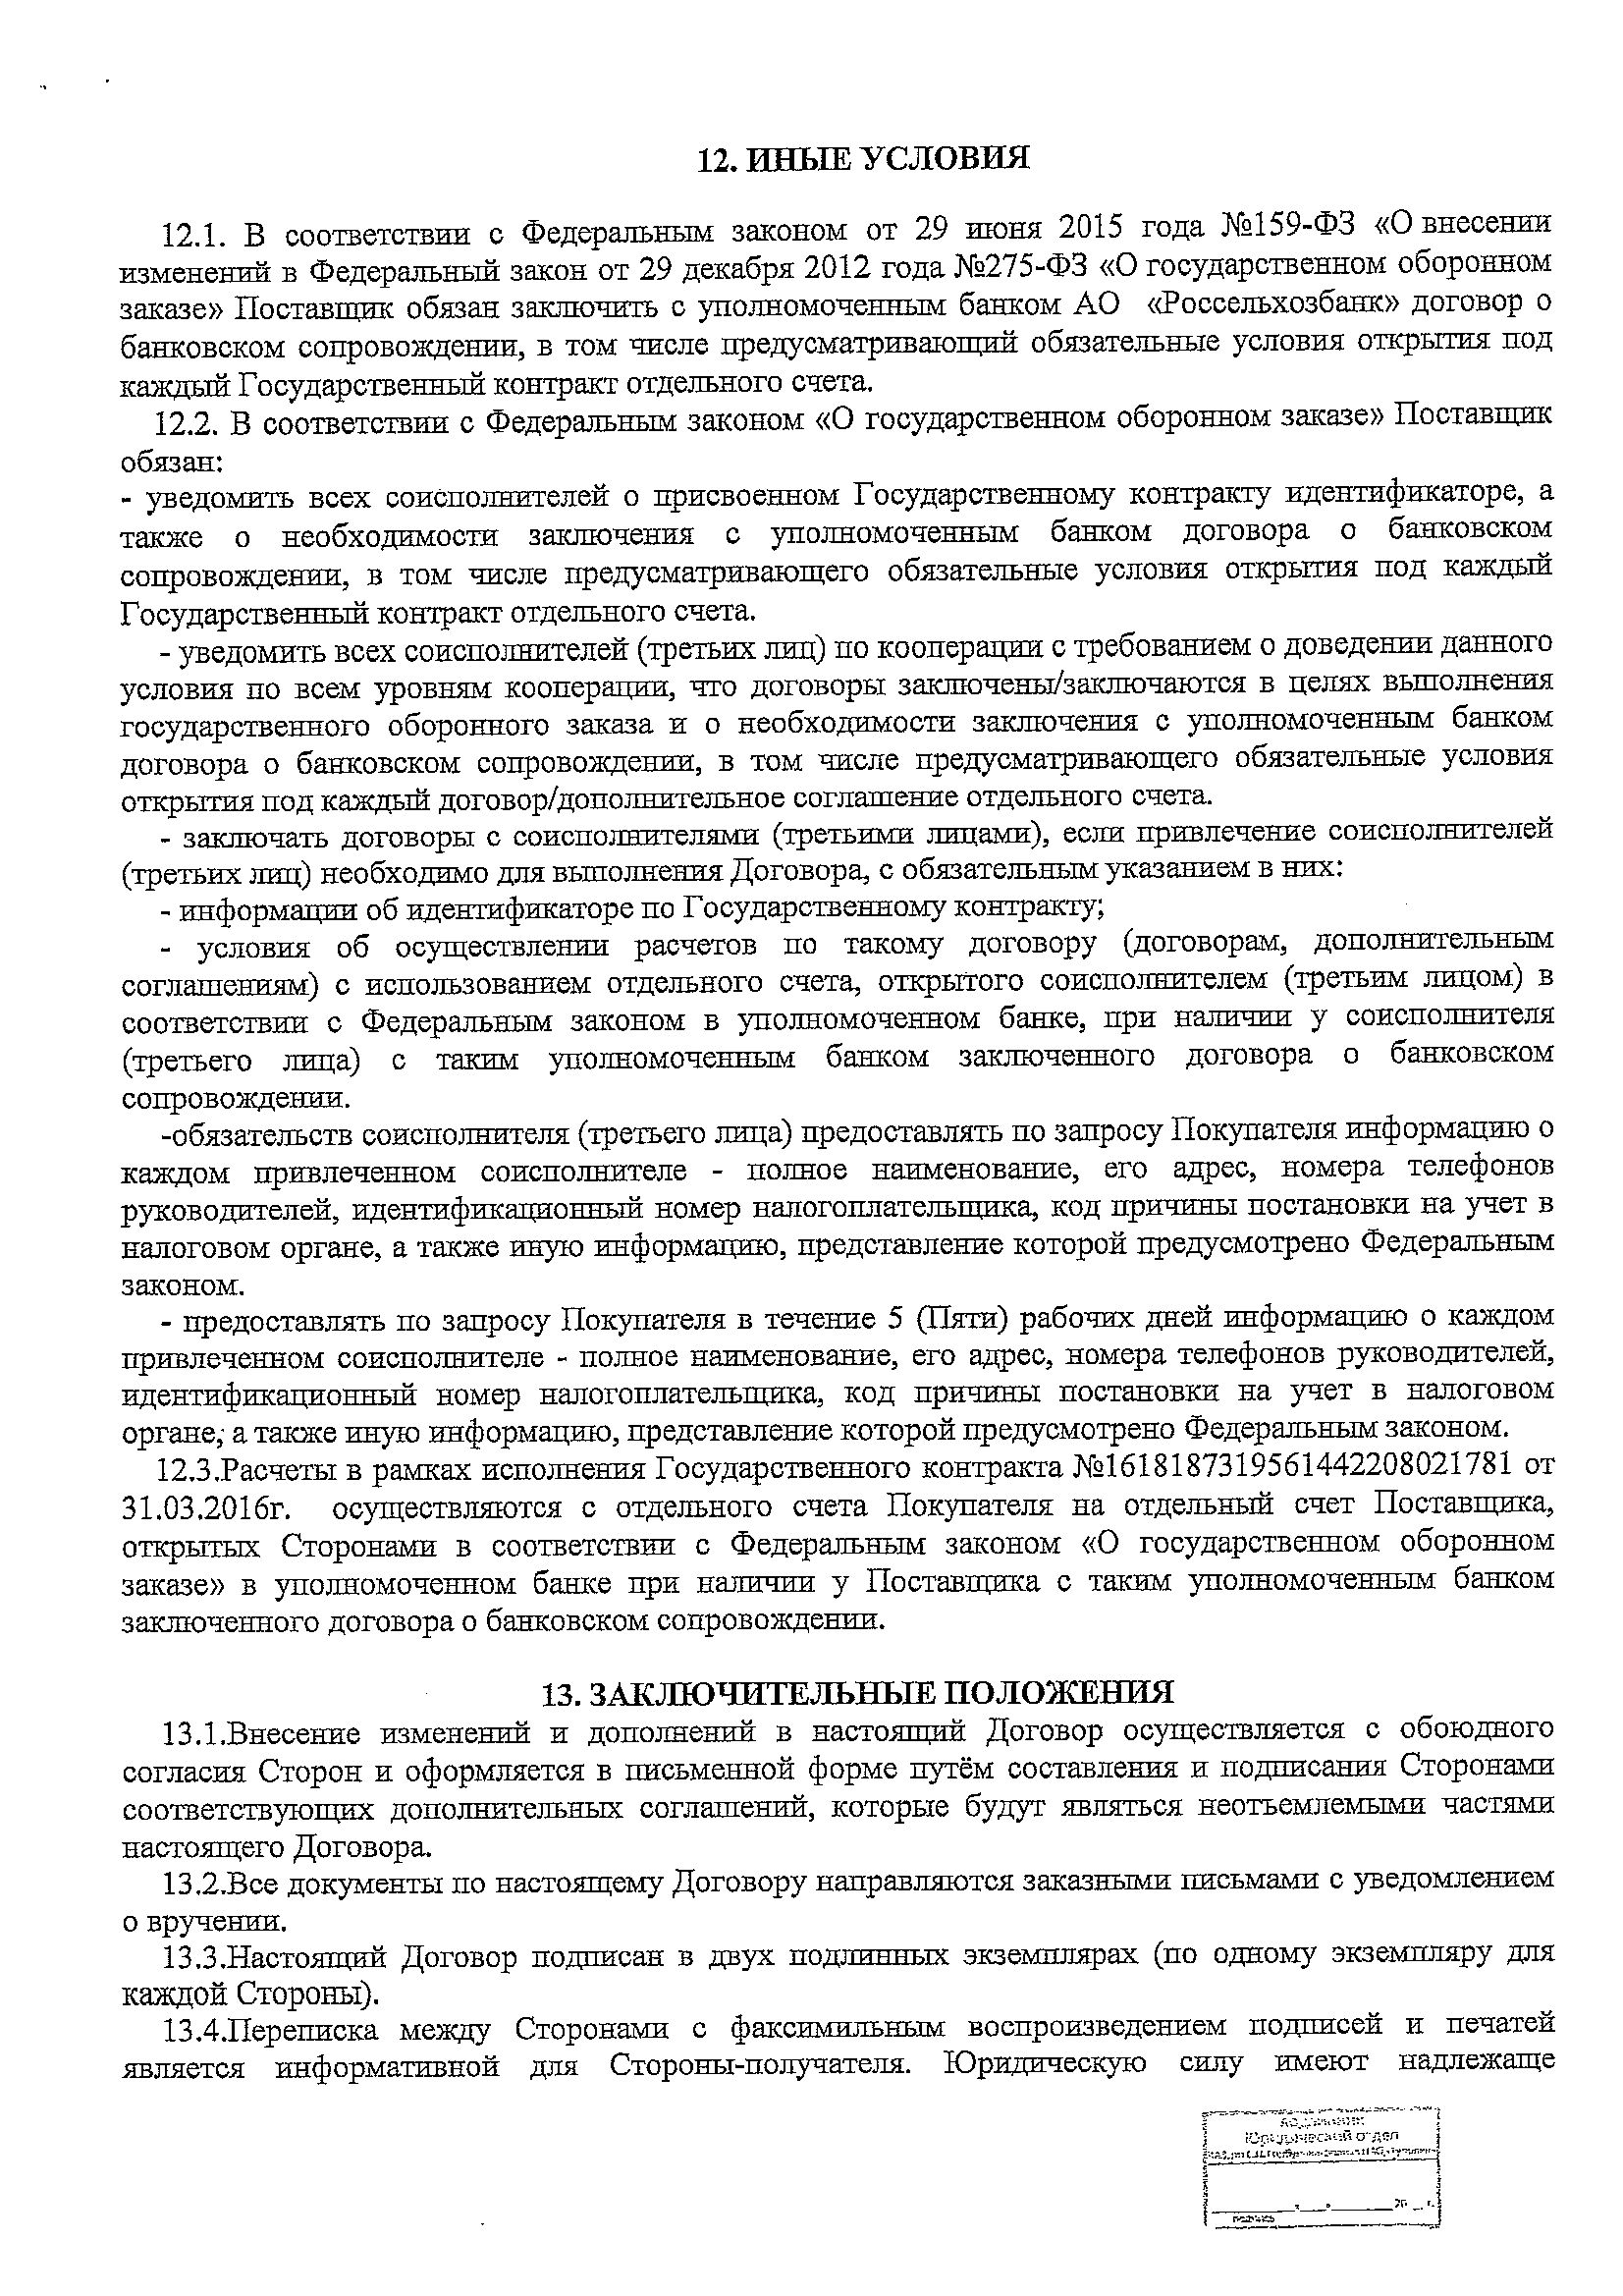 12. ИНЫЕ УСЛОВИЯ
12.1. В соответствии с Федеральным законом от 29 июня 2015 года №159-ФЗ «О внесении
изменений в Федеральный закон от 29 декабря 2012 года №275-ФЗ «О государственном оборонном
заказе» Поставщик обязан заключить с уполномоченным банком АО «Россельхозбанк» договор о
банковском сопровождении, в том числе предусматривающий обязательные условия открытия под
каждый Государственный контракт отдельного счета.
12.2. В соответствии с Федеральным законом «О государственном оборонном заказе» Поставщик
обязан:
- уведомить всех соисполнителей о присвоенном Государственному контракту идентификаторе, а
также о необходимости заключения с уполномоченным банком договора о банковском
сопровождении, в том числе предусматривающего обязательные условия открытия под каждый
Государственный контракт отдельного счета.
- уведомить всех соисполнителей (третьих лиц) по кооперации с требованием о доведении данного
условия по всем уровням кооперации, что договоры заключены/заключаются в целях выполнения
государственного оборонного заказа и о необходимости заключения с уполномоченным банком
договора о банковском сопровождении, в том числе предусматривающего обязательные условия
открытия под каждый договор/дополнительное соглашение отдельного счета.
- заключать договоры с соисполнителями (третьими лицами), если привлечение соисполнителей
(третьих лиц) необходимо для выполнения Договора, с обязательным указанием в них:
- информации об идентификаторе по Государственному контракту;
- условия об осуществлении расчетов по такому договору (договорам, дополнительным
соглашениям) с использованием отдельного счета, открытого соисполнителем (третьим лицом) в
соответствии с Федеральным законом в уполномоченном банке, при наличии у соисполнителя
(третьего лица) с таким уполномоченным банком заключенного договора о банковском
сопровождении.
-обязательств соисполнителя (третьего лица) предоставлять по запросу Покупателя информацию о
каждом привлеченном соисполнителе - полное наименование, его адрес, номера телефонов
руководителей, идентификационный номер налогоплательщика, код причины постановки на учет в
налоговом органе, а также иную информацию, представление которой предусмотрено Федеральным
законом.
- предоставлять по запросу Покупателя в течение 5 (Пяти) рабочих дней информацию о каждом
привлеченном соисполнителе - полное наименование, его адрес, номера телефонов руководителей,
идентификационный номер налогоплательщика, код причины постановки на учет в налоговом
органе, а также иную информацию, представление которой предусмотрено Федеральным законом.
12.3.Расчеты в рамках исполнения Государственного контракта №1618187319561442208021781 от
31.03.2016г. осуществляются с отдельного счета Покупателя на отдельный счет Поставщика,
открытых Сторонами в соответствии с Федеральным законом «О государственном оборонном
заказе» в уполномоченном банке при наличии у Поставщика с таким уполномоченным банком
заключенного договора о банковском сопровождении.
13. ЗАКЛЮЧИТЕЛЬНЫЕ ПОЛОЖЕНИЯ
13.1.Внесение изменений и дополнений в настоящий Договор осуществляется с обоюдного
согласия Сторон и оформляется в письменной форме путём составления и подписания Сторонами
соответствующих дополнительных соглашений, которые будут являться неотъемлемыми частями
настоящего Договора.
13.2.Все документы по настоящему Договору направляются заказными письмами с уведомлением
о вручении.
13.3.Настоящий Договор подписан в двух подлинных экземплярах (по одному экземпляру для
каждой Стороны).
13.4.Переписка между Сторонами с факсимильным воспроизведением подписей и печатей
является информативной для Стороны-получателя. Юридическую силу имеют надлежаще
Юридический отдел
20 г.
подпись